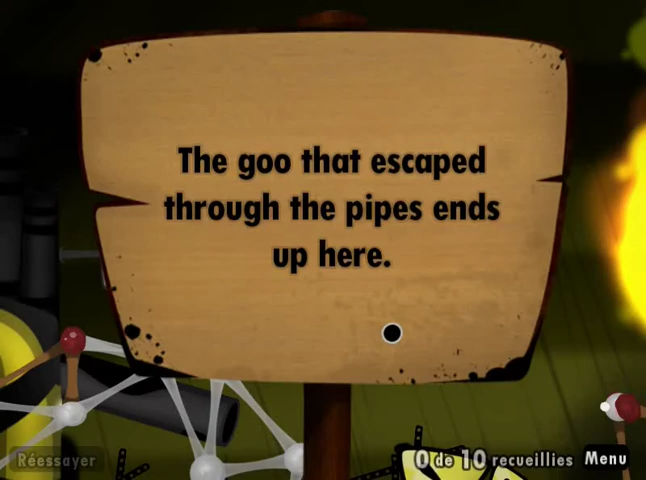 The goo that escaped
through the pipes ends
up here.
Réessayer
0 de 10 recueillies Menu